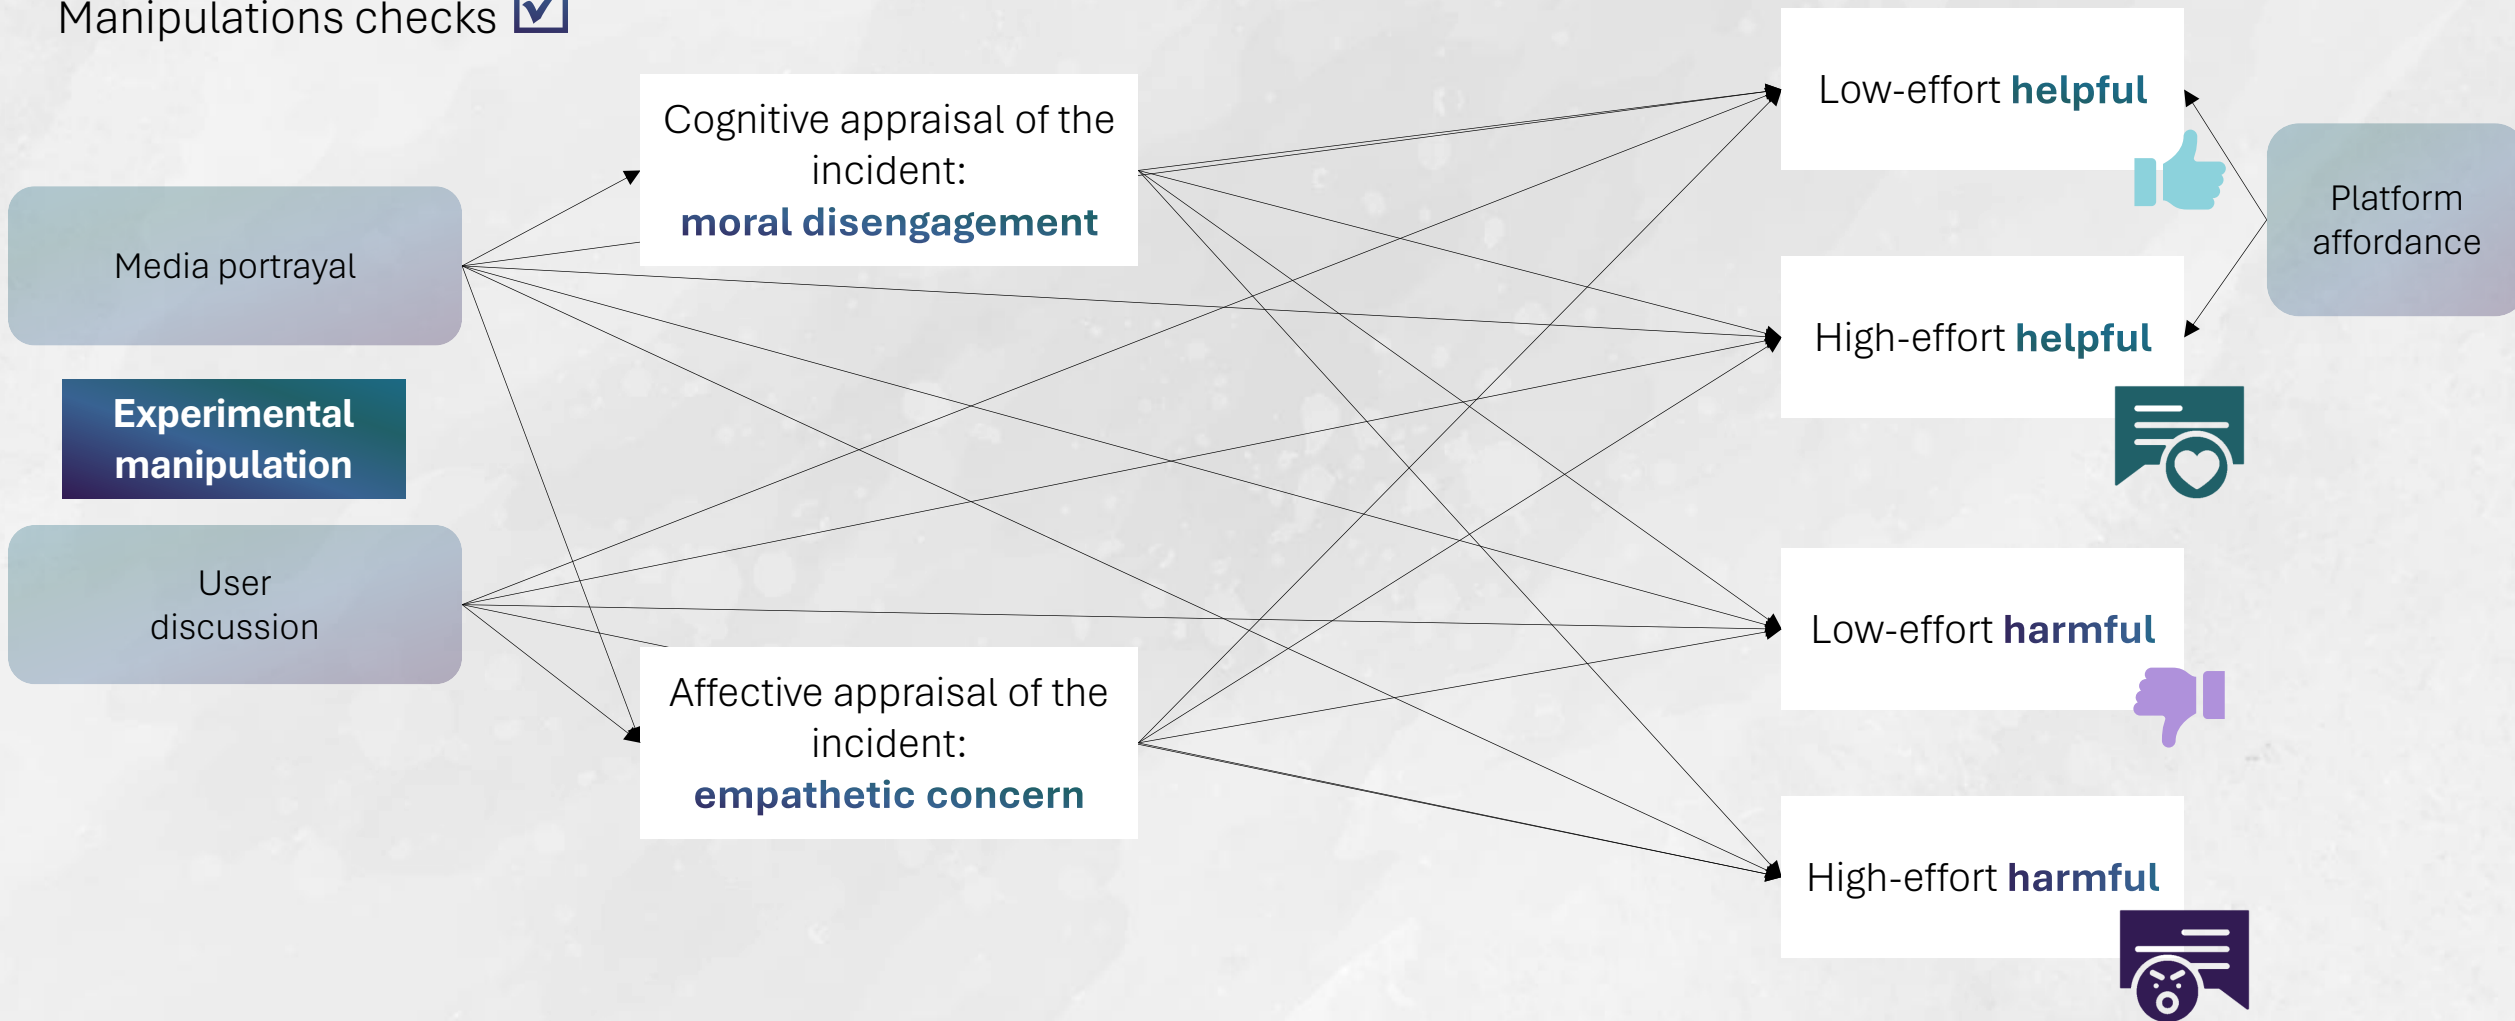 Manipulations checks
Cognitive appraisal of the
incident:
moral disengagement
Media portrayal
Experimental
manipulation
User
discussion
Affective appraisal of the
incident:
empathetic concern
Low-effort helpful
High-effort helpful
Low-effort harmful
High-effort harmful
Platform
affordance